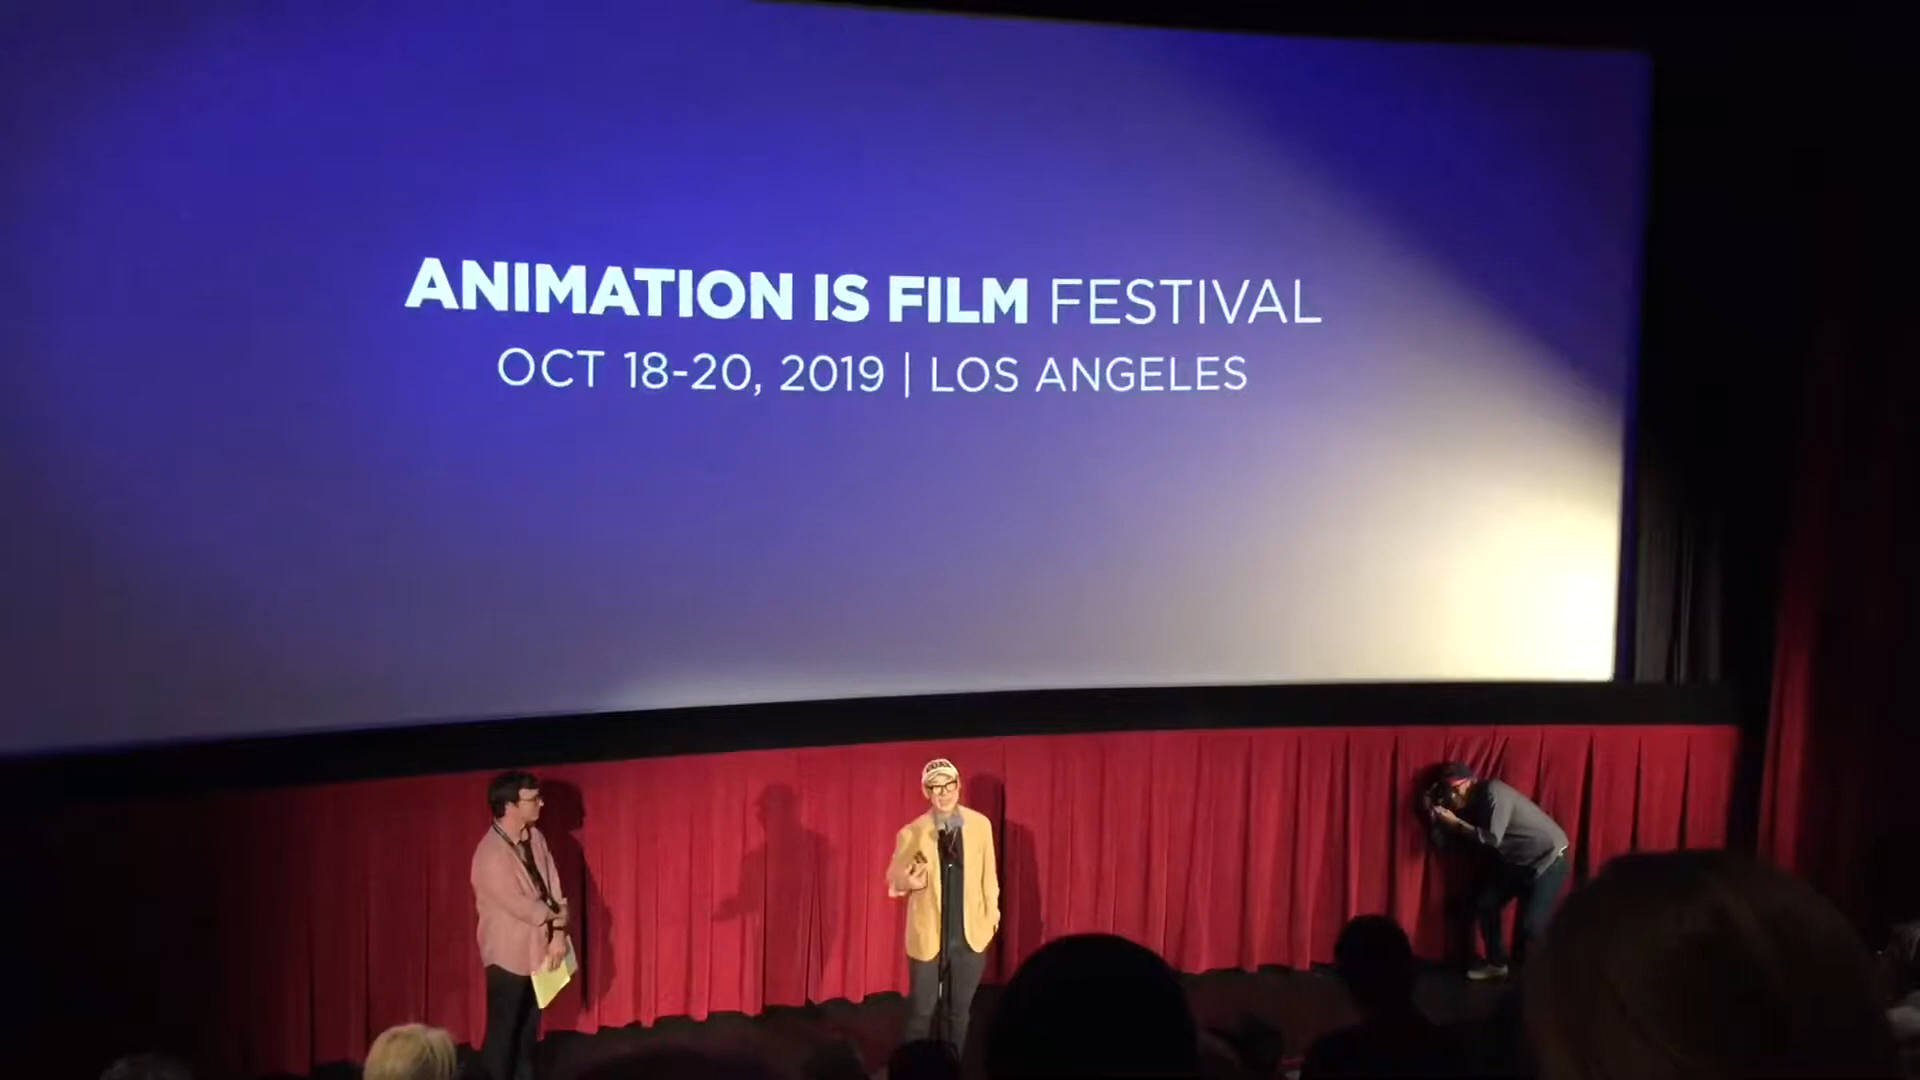 ANIMATION IS FILM FESTIVAL
OCT 18-20, 2019 | LOS ANGELES